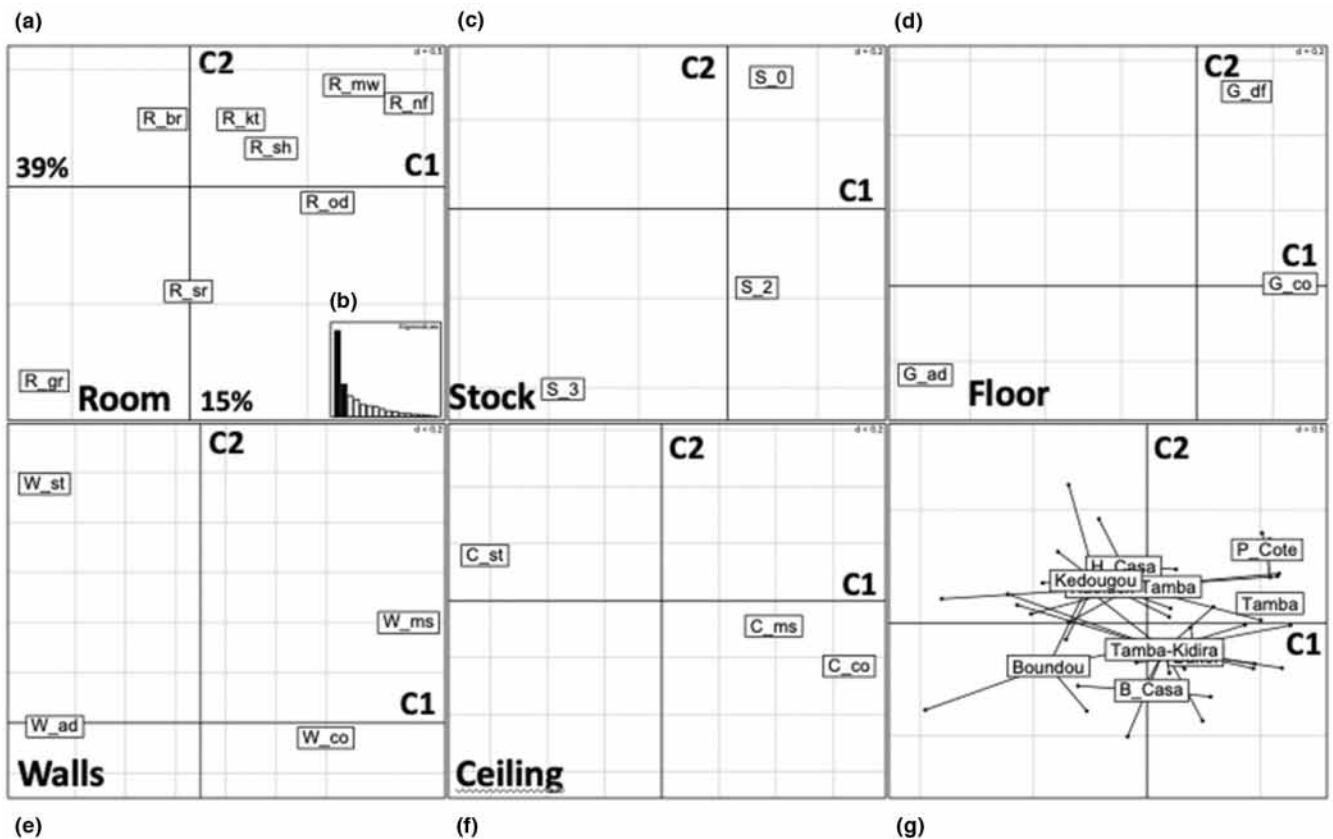 (a)
(c)
(d)
d = 0.5
C2
R_mw
R_nf
R_br
R_kt
R_sh
39%
C1
R_od
R_sr
(b)
R_gr
Room
15%
d = 0.2
C2
S_0
C1
S_2
Stock
S_3
d = 0.2
C2
G_df
C1
G_co
G_ad
Floor
C2
W_st
W_ms
C1
W_ad
W_co
Walls
d = 0.2
C2
C_st
C1
C_ms
C_co
Ceiling
d = 0.5
C2
P_Cote
H_Casa
Kedougou
Tamba
Tamba
C1
Tamba-Kidira
Boundou
B_Casa
(e)
(f)
(g)